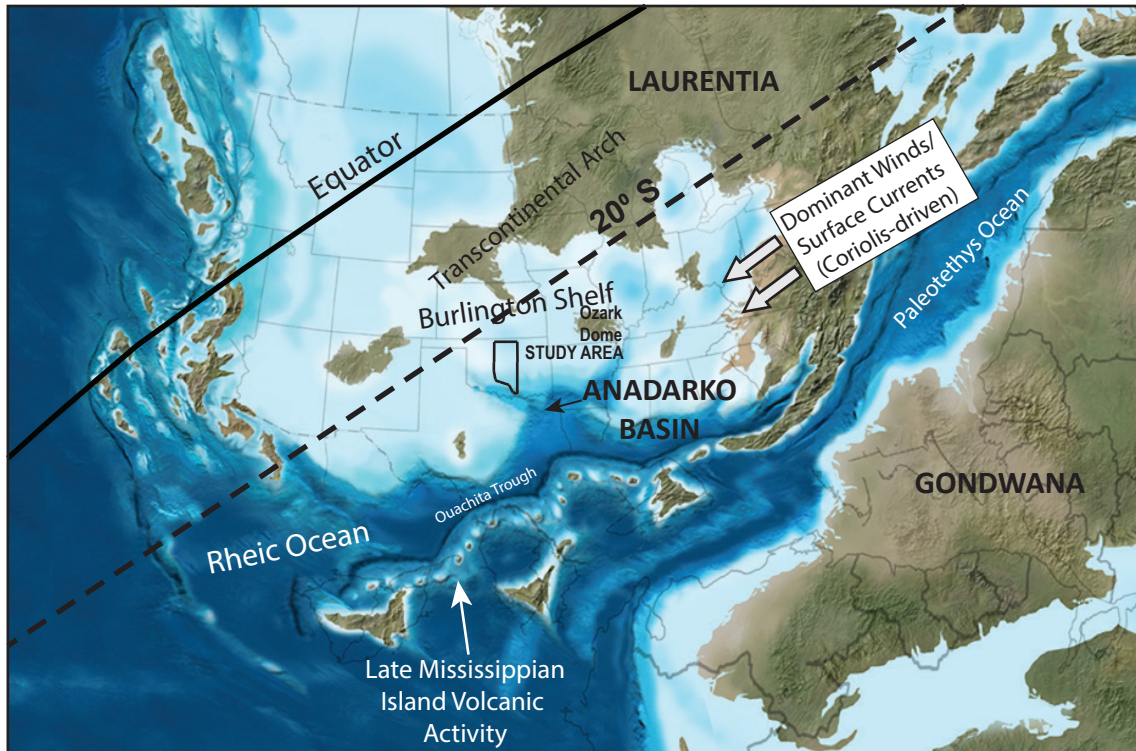 LAURENTIA
Equator
Transcontinental Arch
20º S
Dominant Winds/
Surface Currents
(Coriolis-driven)
Paleotethys Ocean
Burlington Shelf
Ozark
Dome
STUDY AREA
ANADARKO
BASIN
GONDWANA
Ouachita Trough
Rheic Ocean
Late Mississippian
Island Volcanic
Activity